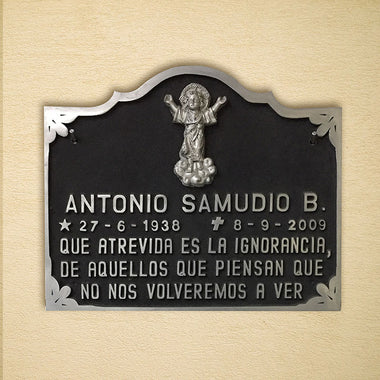 ANTONIO SAMUDIO B.
★ 27-6-1938 ✝ 8-9-2009
QUE ATREVIDA ES LA IGNORANCIA,
DE AQUELLOS QUE PIENSAN QUE
NO NOS VOLVEREMOS A VER